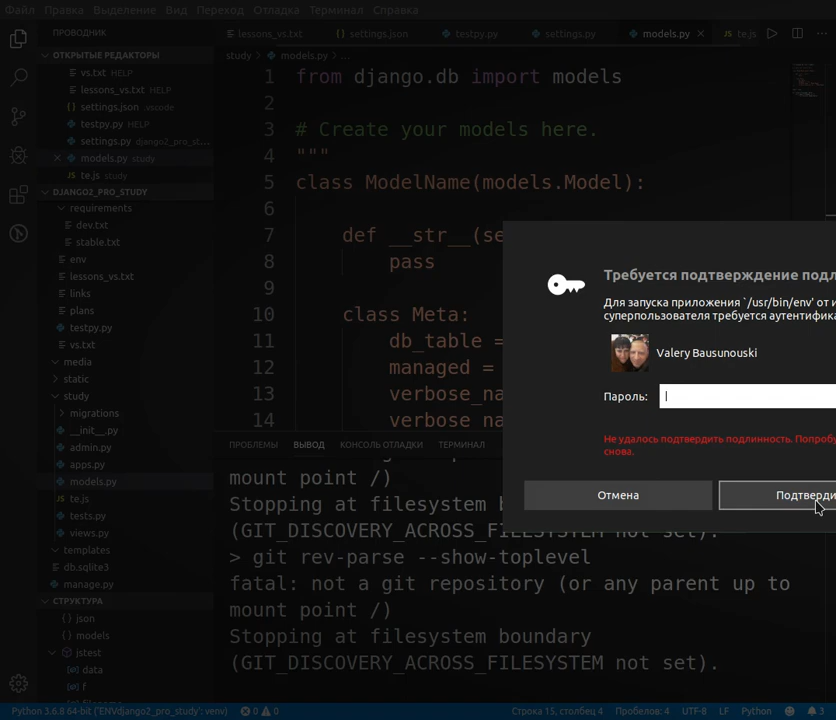 Файл Правка Выделение Вид Переход Отладка Терминал Справка
ПРОВОДНИК
ОТКРЫТЫЕ РЕДАКТОРЫ
vs.txt HELP
lessons_vs.txt HELP
settings.json .vscode
testpy.py HELP
settings.py django2_pro_st...
models.py study
te.js study
DJANGO2_PRO_STUDY
requirements
dev.txt
stable.txt
env
lessons_vs.txt
links
plans
testpy.py
vs.txt
media
static
study
migrations
__init__.py
admin.py
apps.py
models.py
te.js
tests.py
views.py
templates
db.sqlite3
manage.py
СТРУКТУРА
json
models
jstest
data
f
lessons_vs.txt settings.json testpy.py settings.py models.py te.js
study > models.py > ...
1 from django.db import models
2
3 # Create your models here.
4 """
5 class ModelName(models.Model):
6
7 def __str__(se
8 pass
9
10 class Meta:
11 db_table =
12 managed =
13 verbose_na
14 verbose_na
ПРОБЛЕМЫ ВЫВОД КОНСОЛЬ ОТЛАДКИ ТЕРМИНАЛ
mount point /)
Stopping at filesystem b
(GIT_DISCOVERY_ACROSS_FILESYSTEM not set).
> git rev-parse --show-toplevel
fatal: not a git repository (or any parent up to
mount point /)
Stopping at filesystem boundary
(GIT_DISCOVERY_ACROSS_FILESYSTEM not set).
Требуется подтверждение подл
Для запуска приложения `/usr/bin/env' от и
суперпользователя требуется аутентифика
Valery Bausunouski
Пароль:
Не удалось подтвердить подлинность. Попробу
снова.
Отмена Подтверди
Python 3.6.8 64-bit ('ENVdjango2_pro_study': venv) 0 0 Строка 15, столбец 4 Пробелов: 4 UTF-8 LF Python 3